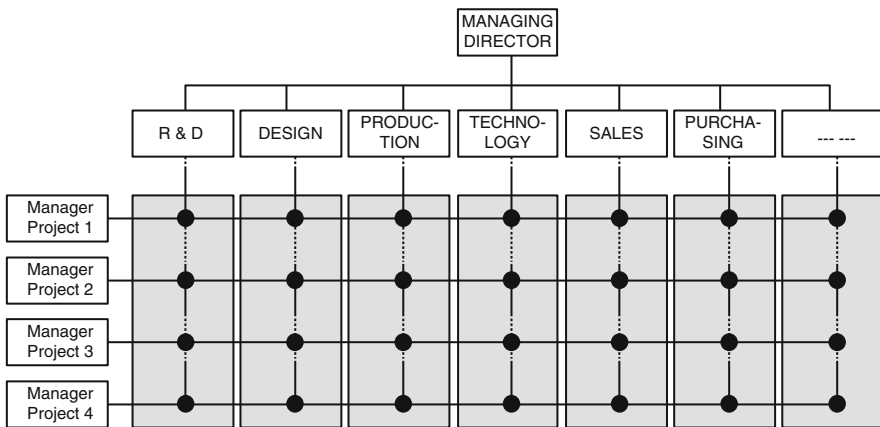 MANAGING
DIRECTOR
R & D
DESIGN
PRODUC-
TION
TECHNO-
LOGY
SALES
PURCHA-
SING
--- ---
Manager
Project 1
Manager
Project 2
Manager
Project 3
Manager
Project 4